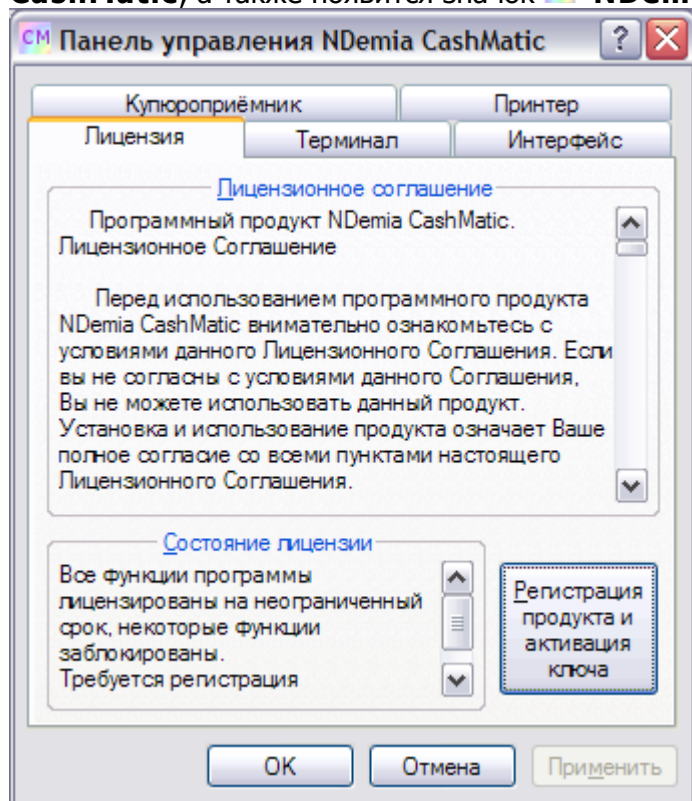 CashMatic, а также появится значок NDem
CM Панель управления NDemia CashMatic ?
Купюроприёмник Принтер
Лицензия Терминал Интерфейс
Лицензионное соглашение
Программный продукт NDemia CashMatic.
Лицензионное Соглашение
Перед использованием программного продукта
NDemia CashMatic внимательно ознакомьтесь с
условиями данного Лицензионного Соглашения. Если
вы не согласны с условиями данного Соглашения,
Вы не можете использовать данный продукт.
Установка и использование продукта означает Ваше
полное согласие со всеми пунктами настоящего
Лицензионного Соглашения.
Состояние лицензии
Все функции программы
лицензированы на неограниченный
срок, некоторые функции
заблокированы.
Требуется регистрация
Регистрация
продукта и
активация
ключа
OK Отмена Применить